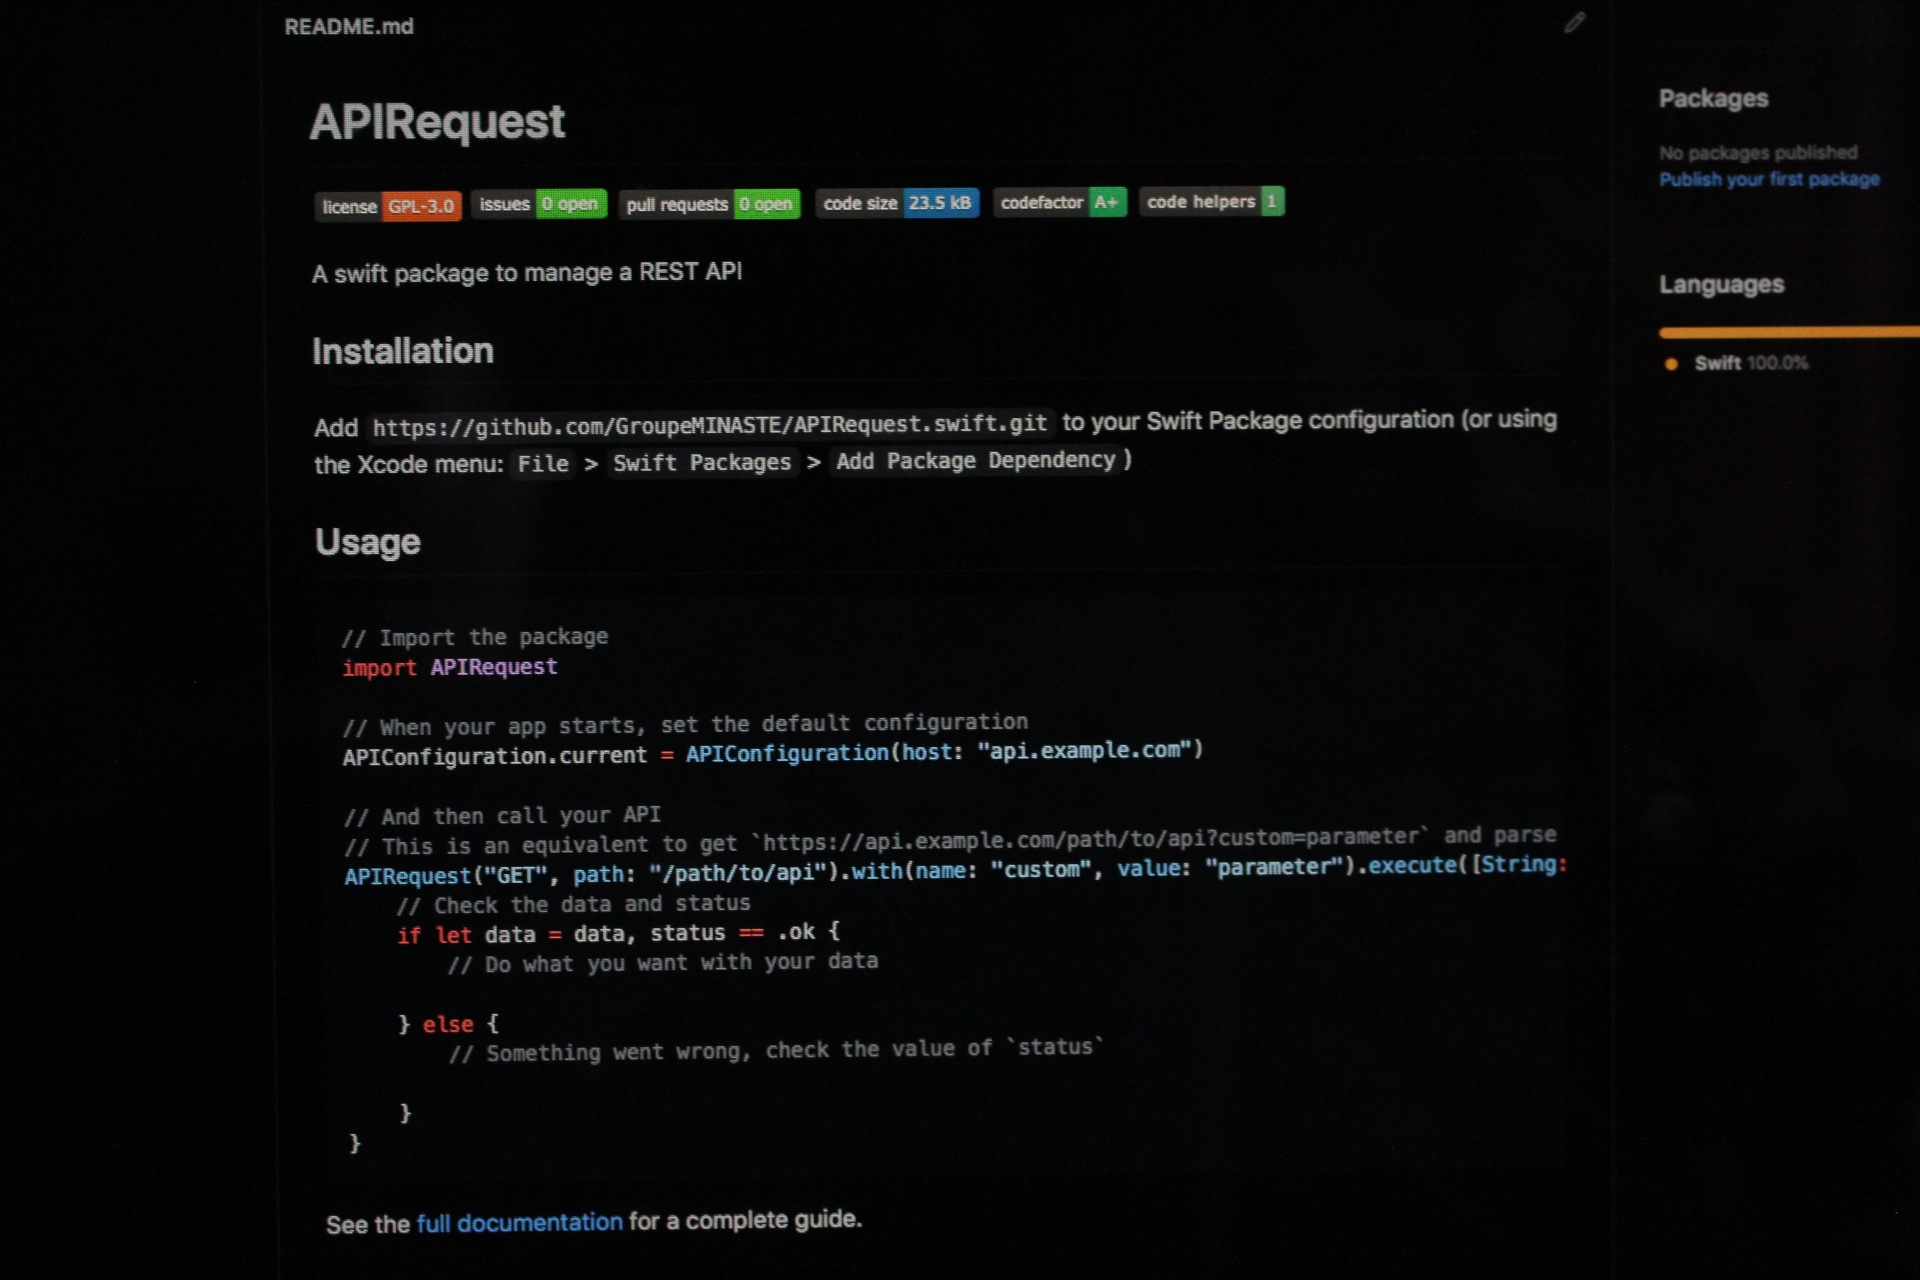 README.md
APIRequest
license GPL-3.0 issues 0 open pull requests 0 open code size 23.5 kB codefactor A+ code helpers 1
A swift package to manage a REST API
Installation
Add https://github.com/GroupeMINASTE/APIRequest.swift.git to your Swift Package configuration (or using
the Xcode menu: File > Swift Packages > Add Package Dependency )
Usage
// Import the package
import APIRequest
// When your app starts, set the default configuration
APIConfiguration.current = APIConfiguration(host: "api.example.com")
// And then call your API
// This is an equivalent to get `https://api.example.com/path/to/api?custom=parameter` and parse
APIRequest("GET", path: "/path/to/api").with(name: "custom", value: "parameter").execute([String:
// Check the data and status
if let data = data, status == .ok {
// Do what you want with your data
} else {
// Something went wrong, check the value of `status`
}
}
See the full documentation for a complete guide.
Packages
No packages published
Publish your first package
Languages
Swift 100.0%